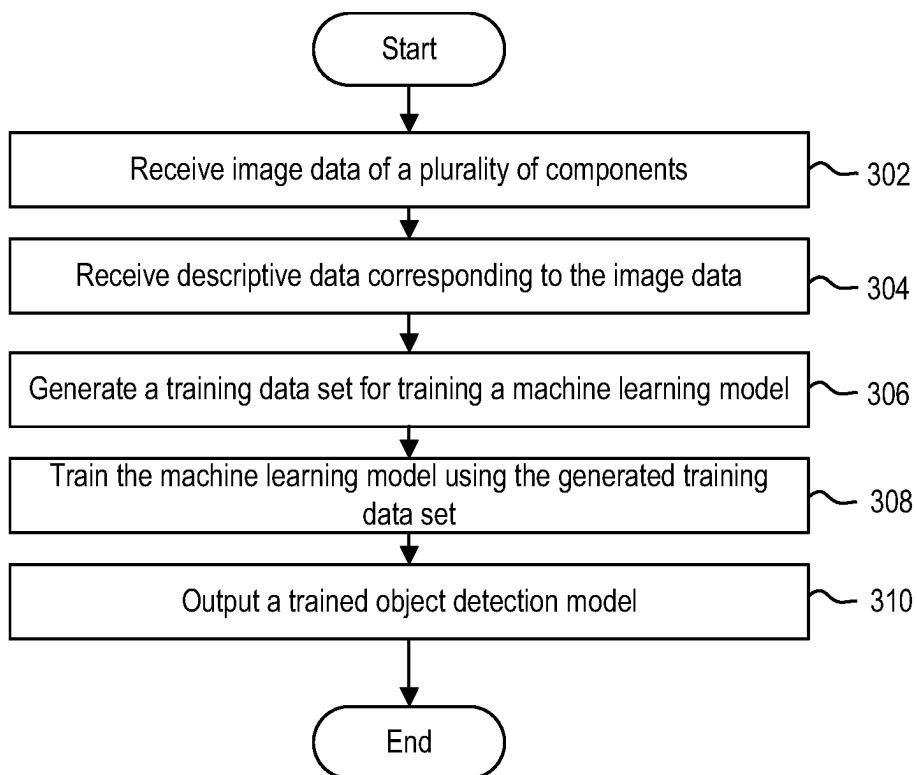 Start
Receive image data of a plurality of components
302
Receive descriptive data corresponding to the image data
304
Generate a training data set for training a machine learning model
306
Train the machine learning model using the generated training
data set
308
Output a trained object detection model
310
End